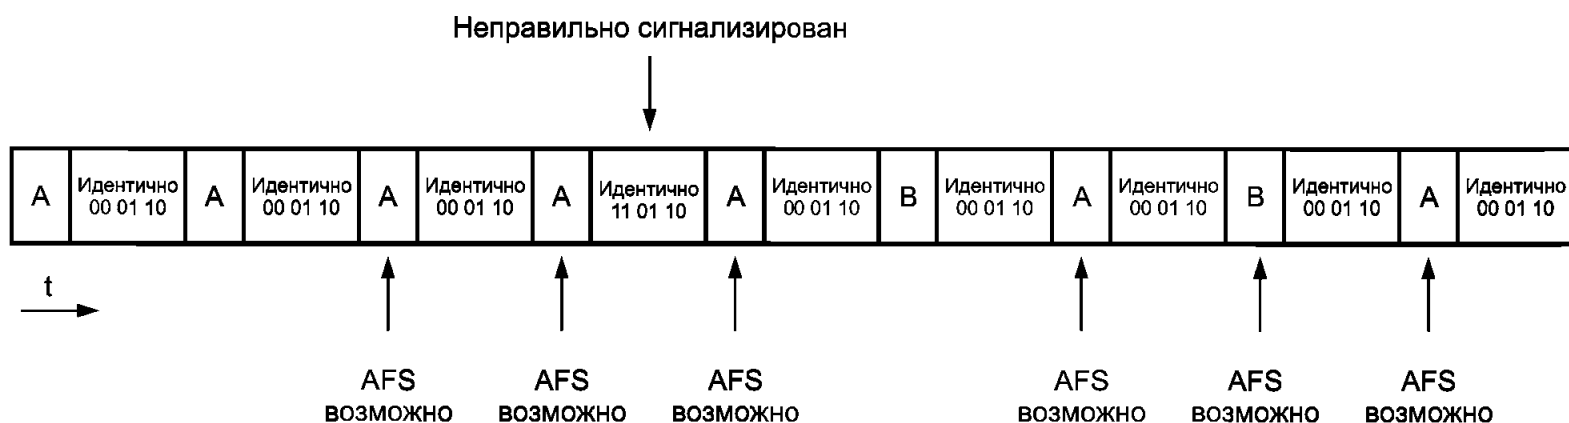 Неправильно сигнализирован
A Идентично A Идентично A Идентично A Идентично A Идентично B Идентично A Идентично B Идентично A Идентично
00 01 10 00 01 10 00 01 10 11 01 10 00 01 10 00 01 10 00 01 10 00 01 10 00 01 10
t
AFS AFS AFS AFS AFS AFS
возможно возможно возможно возможно возможно возможно